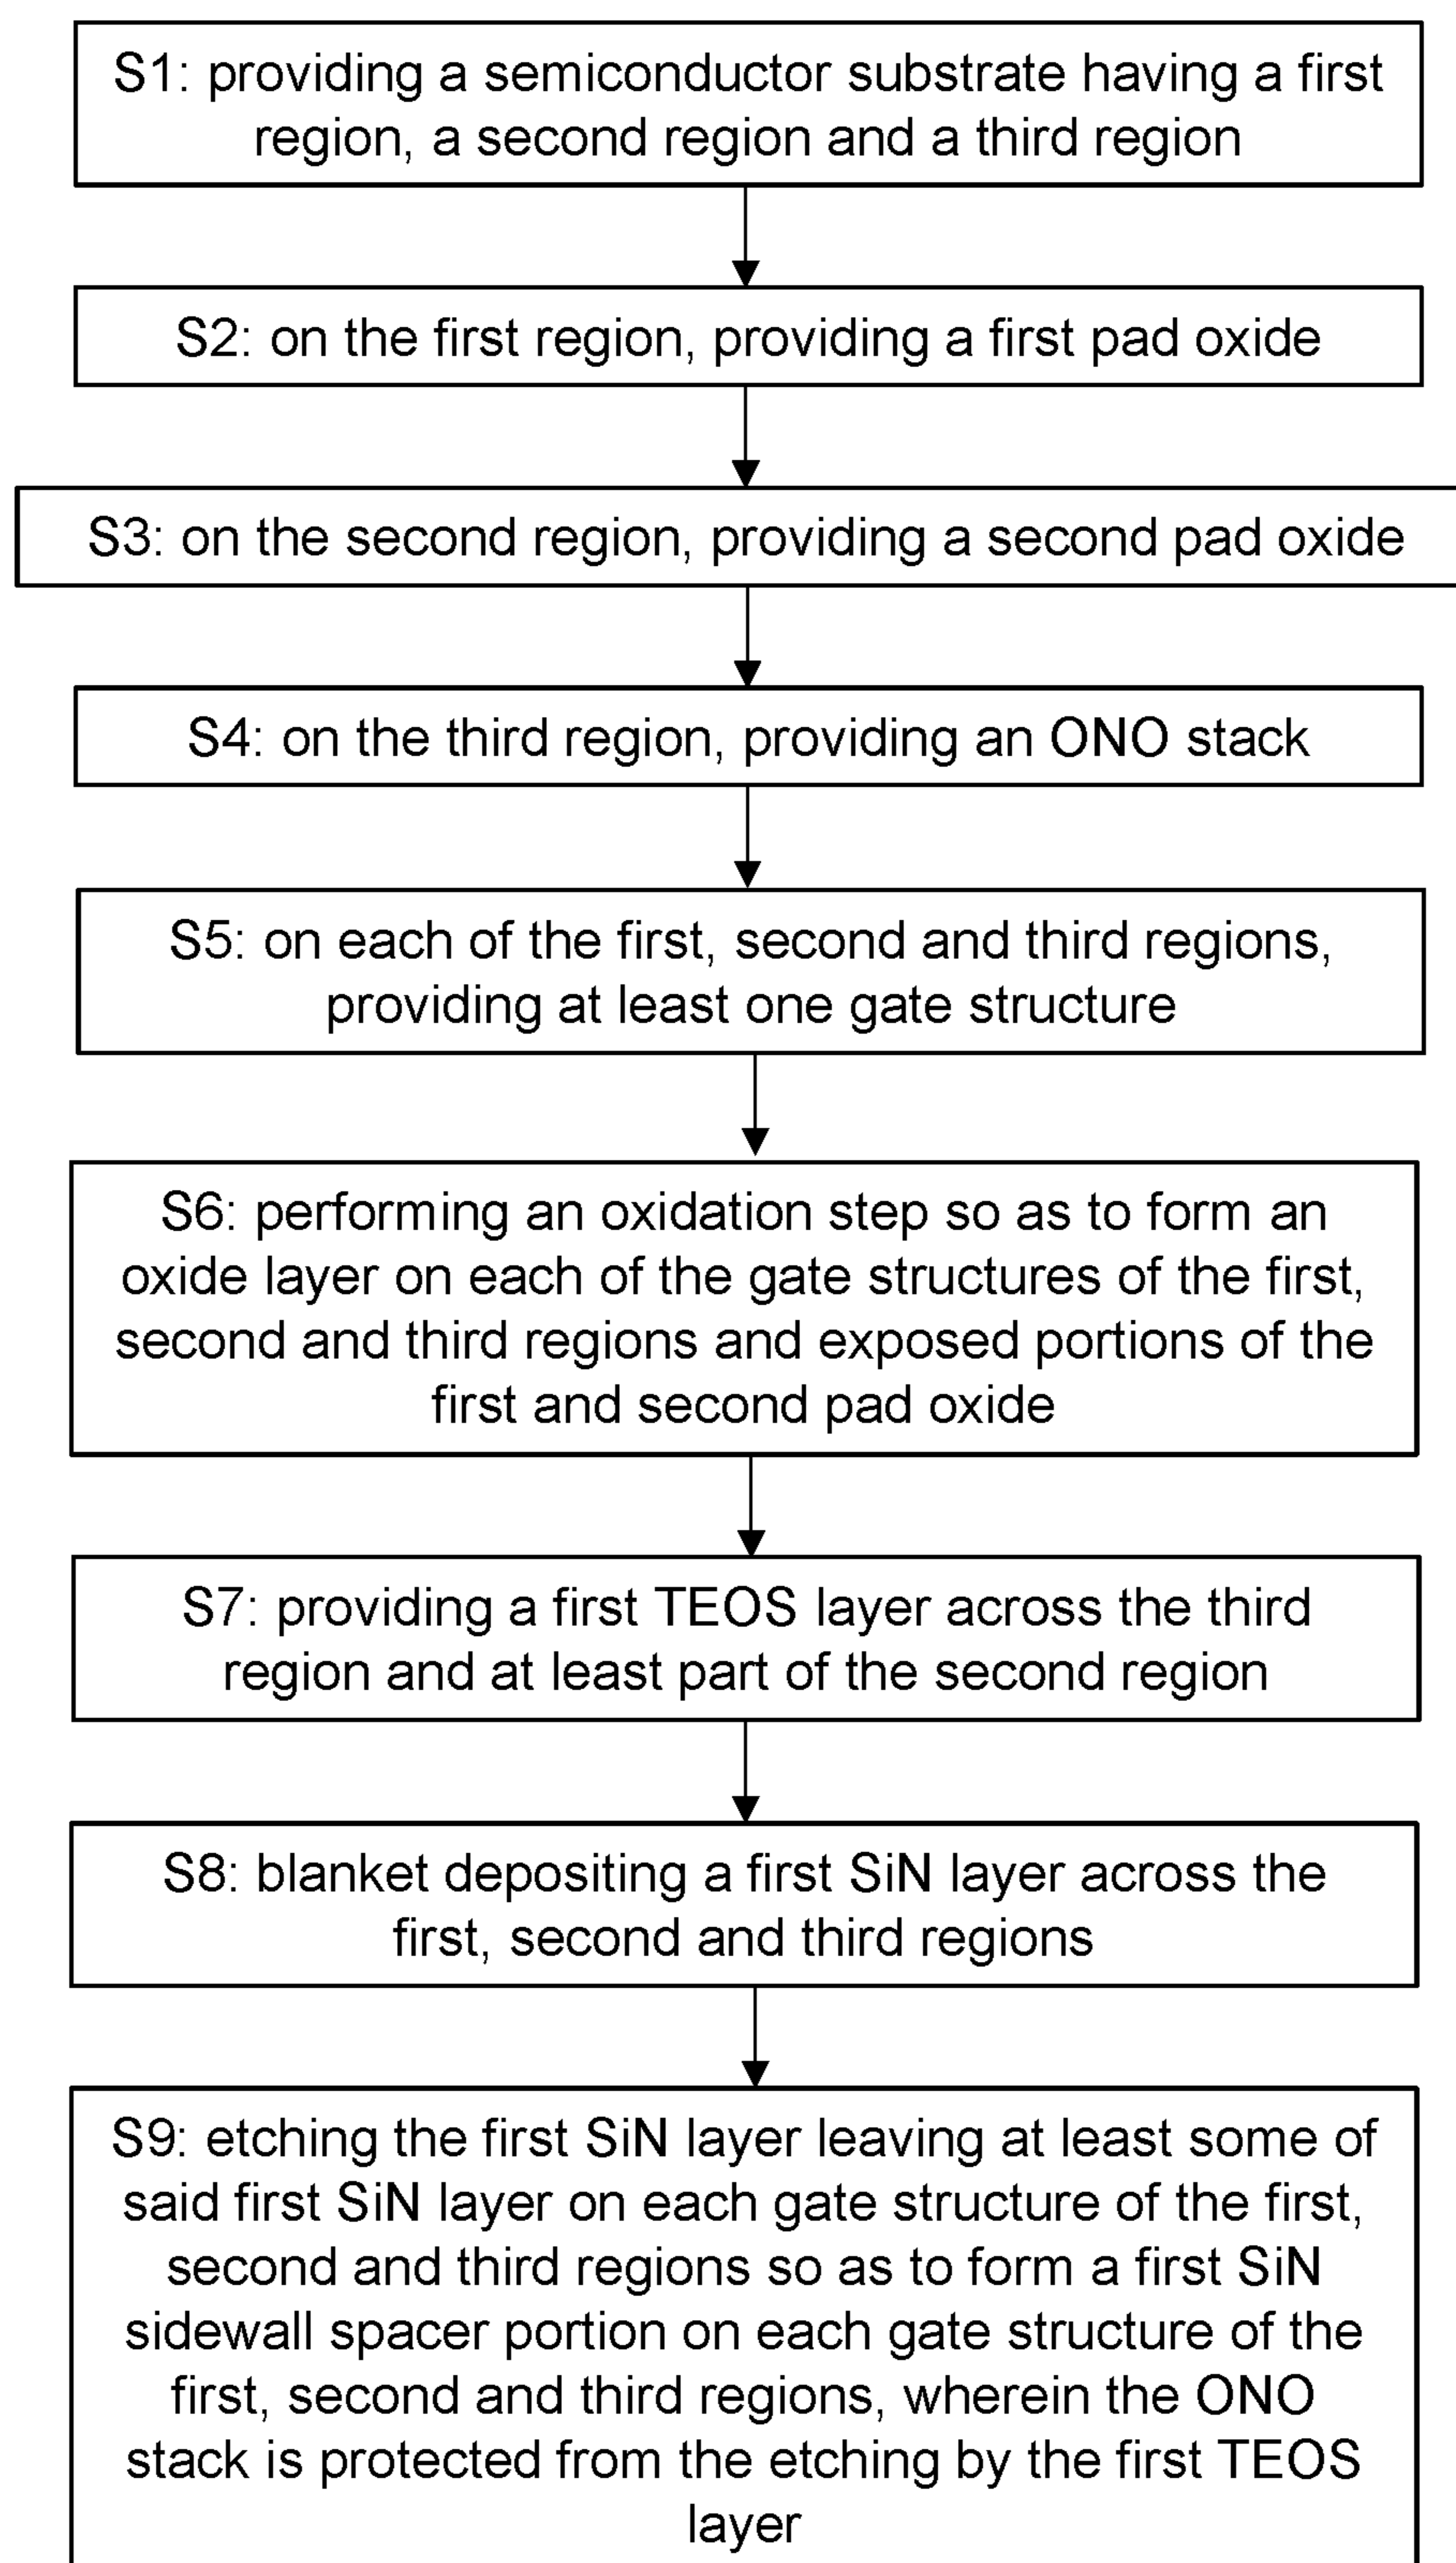 S1: providing a semiconductor substrate having a first
region, a second region and a third region
S2: on the first region, providing a first pad oxide
S3: on the second region, providing a second pad oxide
S4: on the third region, providing an ONO stack
S5: on each of the first, second and third regions,
providing at least one gate structure
S6: performing an oxidation step so as to form an
oxide layer on each of the gate structures of the first,
second and third regions and exposed portions of the
first and second pad oxide
S7: providing a first TEOS layer across the third
region and at least part of the second region
S8: blanket depositing a first SiN layer across the
first, second and third regions
S9: etching the first SiN layer leaving at least some of
said first SiN layer on each gate structure of the first,
second and third regions so as to form a first SiN
sidewall spacer portion on each gate structure of the
first, second and third regions, wherein the ONO
stack is protected from the etching by the first TEOS
layer